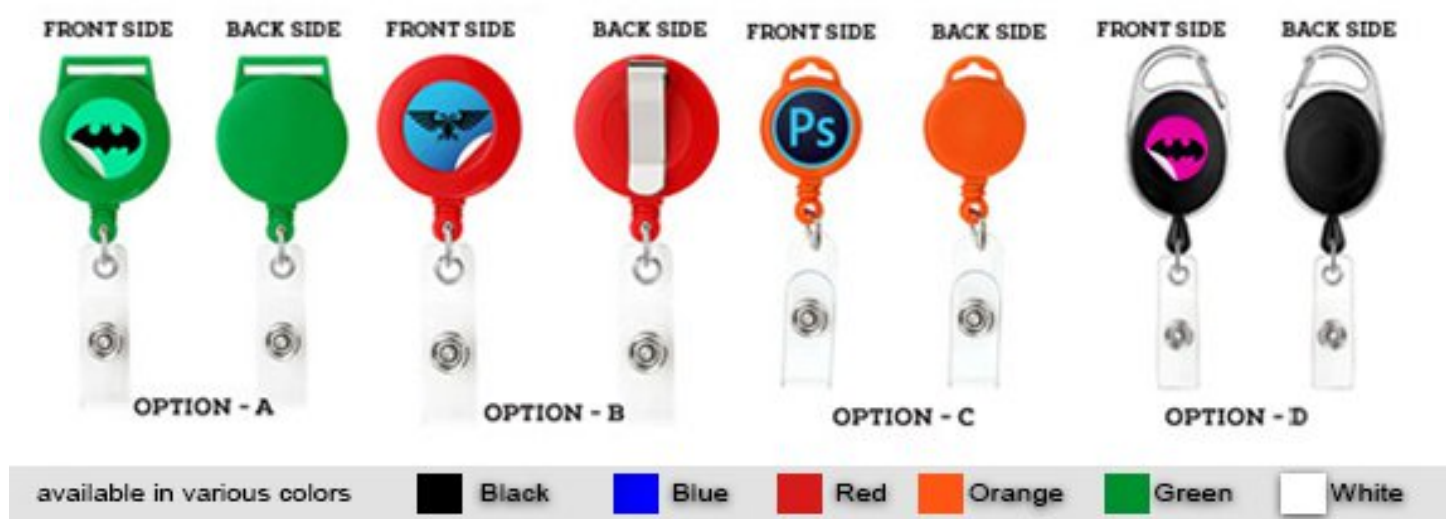 FRONT SIDE BACK SIDE FRONT SIDE BACK SIDE FRONT SIDE BACK SIDE FRONT SIDE BACK SIDE
Ps
OPTION - A OPTION - B OPTION - C OPTION - D
available in various colors Black Blue Red Orange Green White